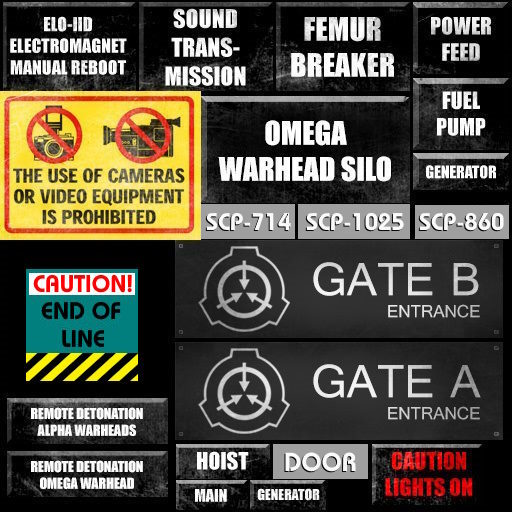 ELO-IID
ELECTROMAGNET
MANUAL REBOOT
SOUND
TRANS-
MISSION
FEMUR
BREAKER
POWER
FEED
FUEL
PUMP
THE USE OF CAMERAS
OR VIDEO EQUIPMENT
IS PROHIBITED
OMEGA
WARHEAD SILO
GENERATOR
SCP-714
SCP-1025
SCP-860
CAUTION!
END OF
LINE
GATE B
ENTRANCE
GATE A
ENTRANCE
REMOTE DETONATION
ALPHA WARHEADS
REMOTE DETONATION
OMEGA WARHEAD
HOIST
DOOR
CAUTION
LIGHTS ON
MAIN
GENERATOR